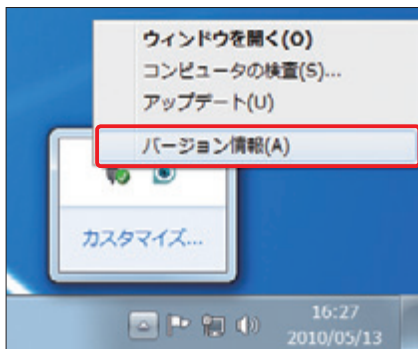 ウィンドウを開く(O)
コンピュータの検査(S)...
アップデート(U)
バージョン情報(A)
カスタマイズ...
16:27
2010/05/13